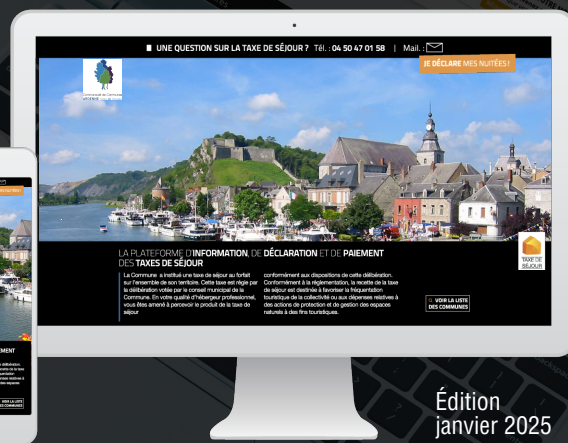 ■ UNE QUESTION SUR LA TAXE DE SÉJOUR ? Tél. : 04 50 47 01 58 | Mail. :
JE DÉCLARE MES NUITÉES !
LA PLATEFORME D'INFORMATION, DE DÉCLARATION ET DE PAIEMENT
DES TAXES DE SÉJOUR
La Commune a institué une taxe de séjour au forfait
sur l'ensemble de son territoire. Cette taxe est régie par
la délibération votée par le conseil municipal de la
Commune. En votre qualité d'hébergeur professionnel,
vous êtes amené à percevoir le produit de la taxe de
séjour
conformément aux dispositions de cette délibération.
Conformément à la réglementation, la recette de la taxe
de séjour est destinée à favoriser la fréquentation
touristique de la collectivité ou aux dépenses relatives à
des actions de protection et de gestion des espaces
naturels à des fins touristiques.
VOIR LA LISTE
DES COMMUNES
TAXE DE
SÉJOUR
Édition
janvier 2025